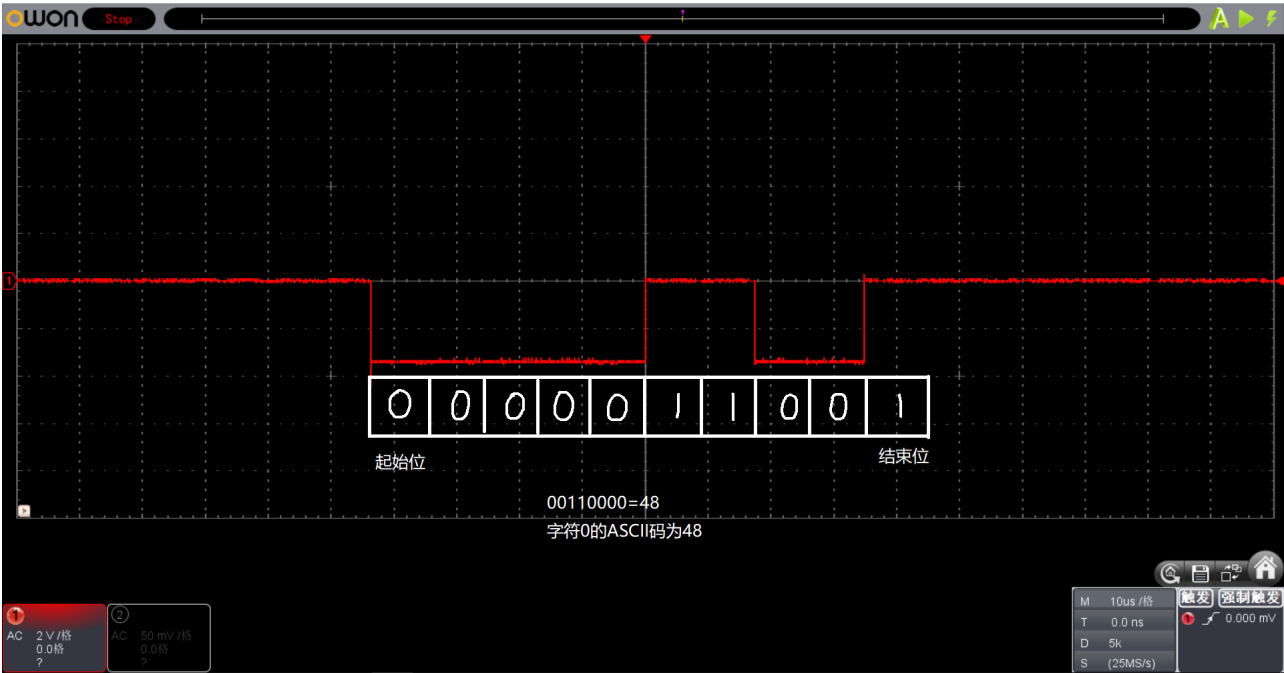 owon Stop A
1
0 0 0 0 0 1 1 0 0 1
起始位 结束位
00110000=48
字符0的ASCII码为48
M 10us/格 触发 强制触发
1 2 T 0.0 ns 1 0.000 mV
AC 2 V/格 AC 50 mV/格 D 5k
0.0格 0.0格
? ? S (25MS/s)